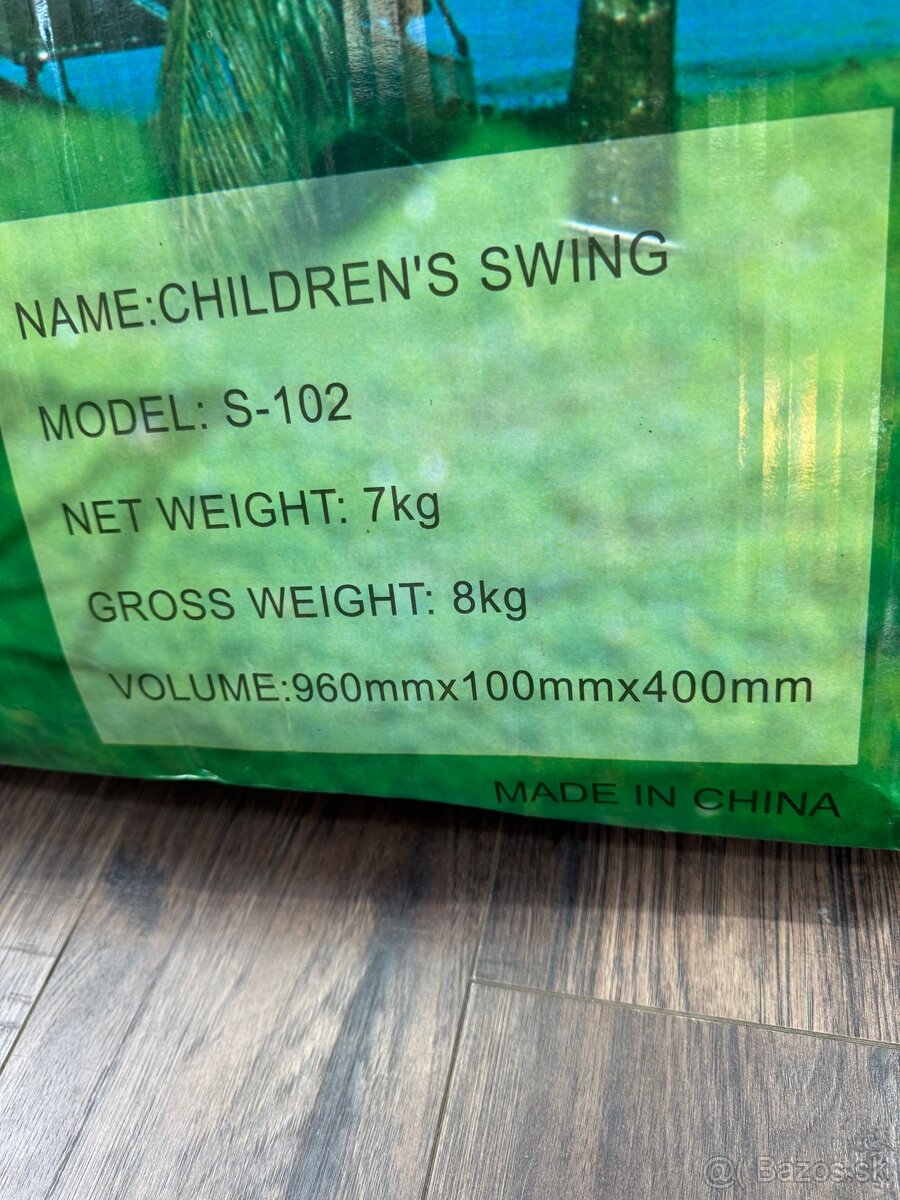 NAME:CHILDREN'S SWING
MODEL: S-102
NET WEIGHT: 7kg
GROSS WEIGHT: 8kg
VOLUME:960mmx100mmx400mm
MADE IN CHINA
@( Bazos.sk